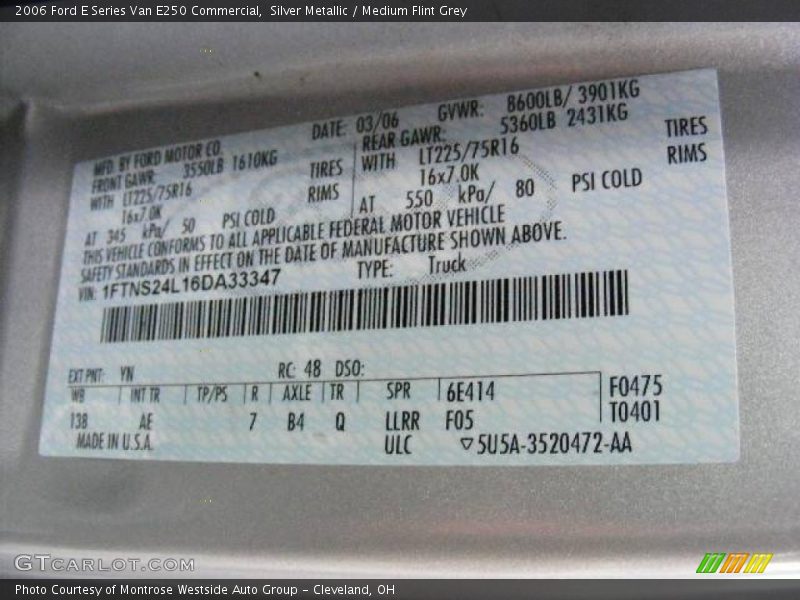 2006 Ford E Series Van E250 Commercial,  Silver Metallic / Medium Flint Grey
MFD. BY FORD MOTOR CO. DATE: 03/06 GVWR: 8600LB/ 3901KG
FRONT GAWR: 3550LB 1610KG REAR GAWR: 5360LB 2431KG
WITH LT225/75R16 TIRES WITH LT225/75R16 TIRES
16x7.0K RIMS 16x7.0K RIMS
AT 345 kPa/ 50 PSI COLD AT 550 kPa/ 80 PSI COLD
THIS VEHICLE CONFORMS TO ALL APPLICABLE FEDERAL MOTOR VEHICLE
SAFETY STANDARDS IN EFFECT ON THE DATE OF MANUFACTURE SHOWN ABOVE.
VIN: 1FTNS24L16DA33347 TYPE: Truck
EXT PNT: YN RC: 48 DSO:
WB INT TR TP/PS R AXLE TR SPR 6E414 F0475
138 AE 7 B4 Q LLRR F05 T0401
MADE IN U.S.A. ULC ▽5U5A-3520472-AA
GTCARLOT.COM
Photo Courtesy of Montrose Westside Auto Group - Cleveland, OH